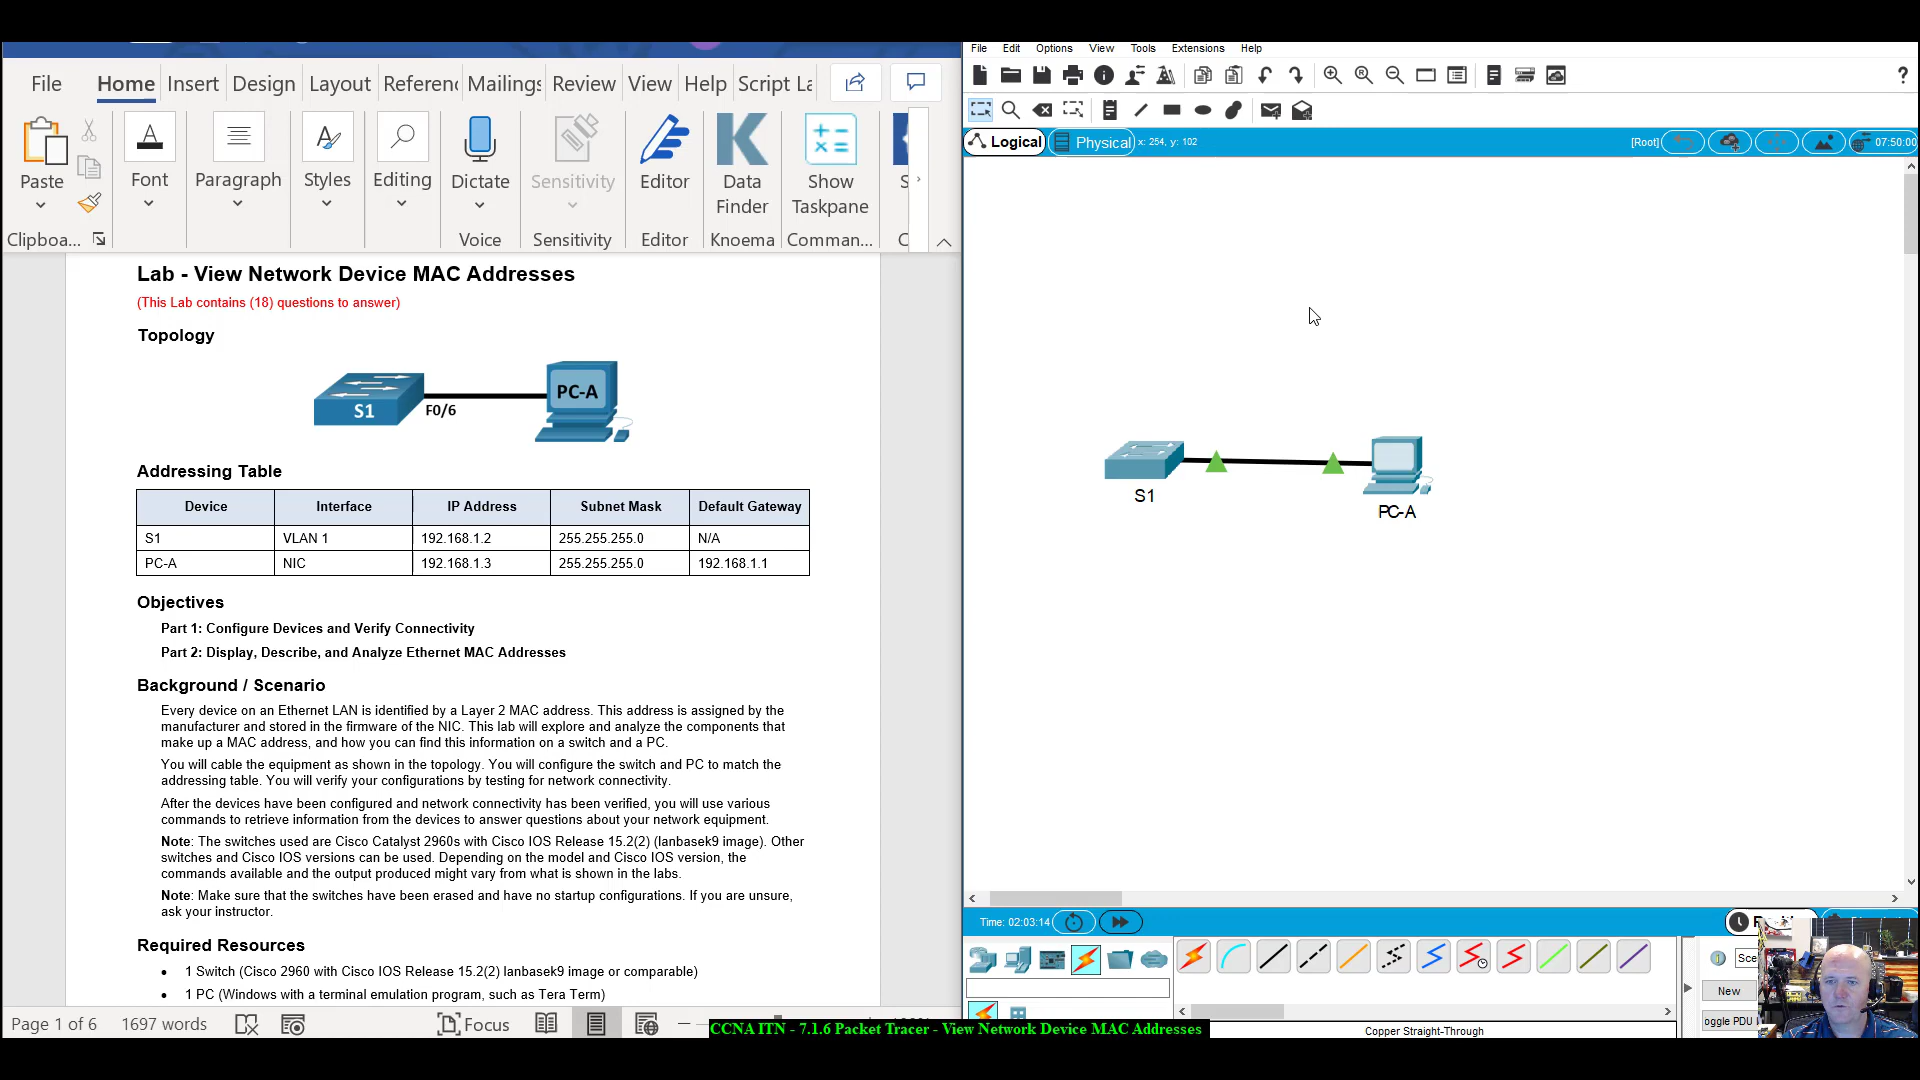 File Home Insert Design Layout Referenc Mailings Review View Help Script La
Paste Font Paragraph Styles Editing Dictate Sensitivity Editor Data Finder Show Taskpane
Clipboa... Voice Sensitivity Editor Knoema Comman...
Lab - View Network Device MAC Addresses
(This Lab contains (18) questions to answer)
Topology
S1 F0/6 PC-A
Addressing Table
Device Interface IP Address Subnet Mask Default Gateway
S1 VLAN 1 192.168.1.2 255.255.255.0 N/A
PC-A NIC 192.168.1.3 255.255.255.0 192.168.1.1
Objectives
Part 1: Configure Devices and Verify Connectivity
Part 2: Display, Describe, and Analyze Ethernet MAC Addresses
Background / Scenario
Every device on an Ethernet LAN is identified by a Layer 2 MAC address. This address is assigned by the
manufacturer and stored in the firmware of the NIC. This lab will explore and analyze the components that
make up a MAC address, and how you can find this information on a switch and a PC.
You will cable the equipment as shown in the topology. You will configure the switch and PC to match the
addressing table. You will verify your configurations by testing for network connectivity.
After the devices have been configured and network connectivity has been verified, you will use various
commands to retrieve information from the devices to answer questions about your network equipment.
Note: The switches used are Cisco Catalyst 2960s with Cisco IOS Release 15.2(2) (lanbasek9 image). Other
switches and Cisco IOS versions can be used. Depending on the model and Cisco IOS version, the
commands available and the output produced might vary from what is shown in the labs.
Note: Make sure that the switches have been erased and have no startup configurations. If you are unsure,
ask your instructor.
Required Resources
• 1 Switch (Cisco 2960 with Cisco IOS Release 15.2(2) lanbasek9 image or comparable)
• 1 PC (Windows with a terminal emulation program, such as Tera Term)
Page 1 of 6 1697 words Focus
CCNA ITN - 7.1.6 Packet Tracer - View Network Device MAC Addresses
File Edit Options View Tools Extensions Help
Logical Physical x: 254, y: 102 [Root] 07:50:00
S1
PC-A
Time: 02:03:14
Sce
New
oggle PDU
Copper Straight-Through